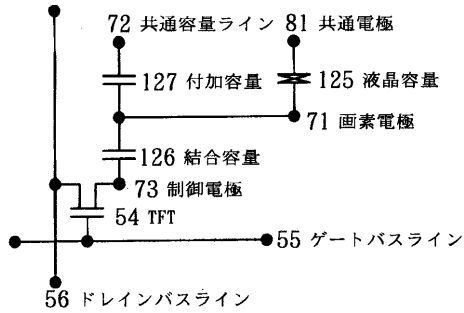 72 共通容量ライン 81 共通電極
127 付加容量 125 液晶容量
71 画素電極
126 結合容量
73 制御電極
54 TFT
55 ゲートバスライン
56 ドレインバスライン